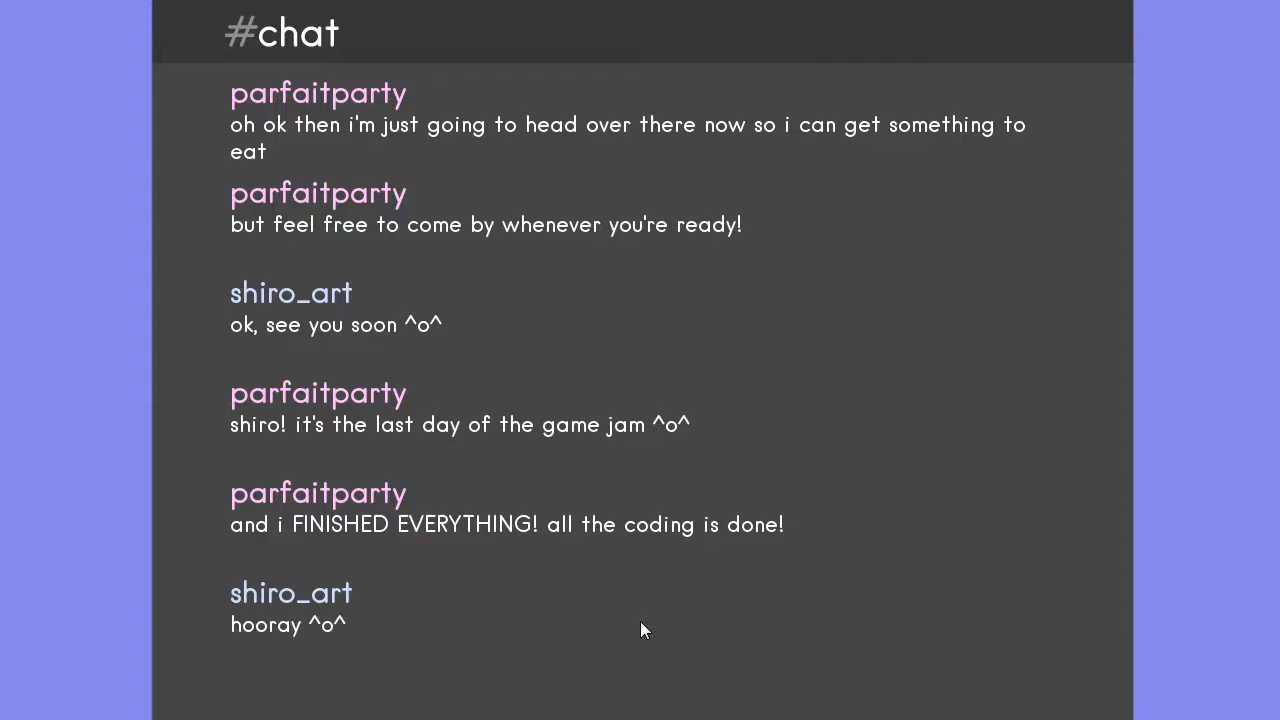 #chat
parfaitparty
oh ok then i'm just going to head over there now so i can get something to
eat
parfaitparty
but feel free to come by whenever you're ready!
shiro_art
ok, see you soon ^o^
parfaitparty
shiro! it's the last day of the game jam ^o^
parfaitparty
and i FINISHED EVERYTHING! all the coding is done!
shiro_art
hooray ^o^